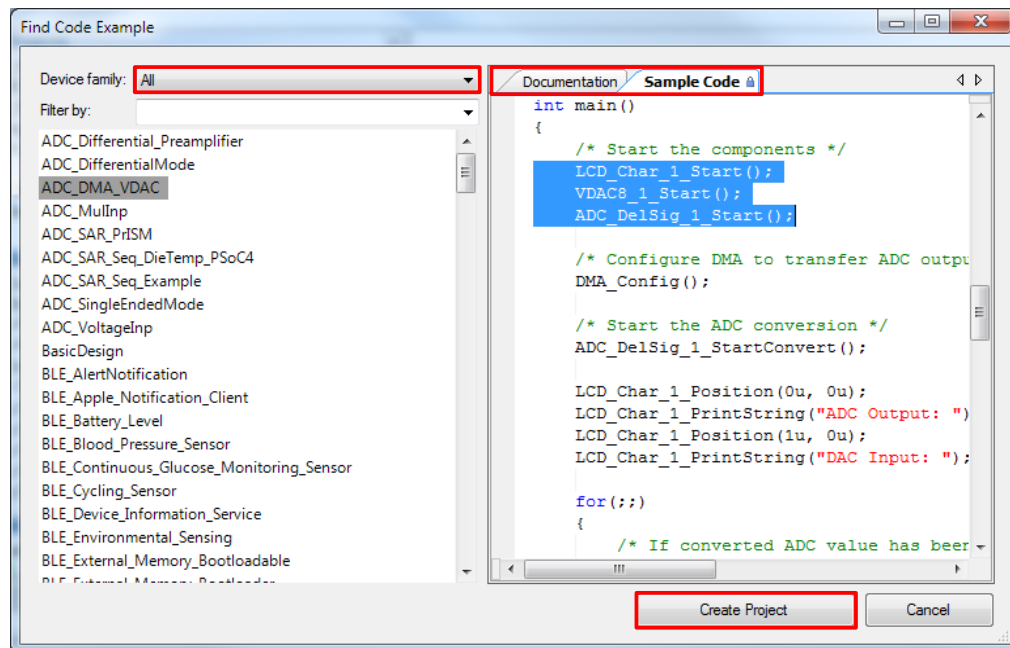 Find Code Example
Device family: All
Filter by:
ADC_Differential_Preamplifier
ADC_DifferentialMode
ADC_DMA_VDAC
ADC_MulInp
ADC_SAR_PrISM
ADC_SAR_Seq_DieTemp_PSoC4
ADC_SAR_Seq_Example
ADC_SingleEndedMode
ADC_VoltageInp
BasicDesign
BLE_AlertNotification
BLE_Apple_Notification_Client
BLE_Battery_Level
BLE_Blood_Pressure_Sensor
BLE_Continuous_Glucose_Monitoring_Sensor
BLE_Cycling_Sensor
BLE_Device_Information_Service
BLE_Environmental_Sensing
BLE_External_Memory_Bootloadable
Documentation Sample Code
int main()
{
/* Start the components */
LCD_Char_1_Start();
VDAC8_1_Start();
ADC_DelSig_1_Start();
/* Configure DMA to transfer ADC outpu
DMA_Config();
/* Start the ADC conversion */
ADC_DelSig_1_StartConvert();
LCD_Char_1_Position(0u, 0u);
LCD_Char_1_PrintString("ADC Output: ")
LCD_Char_1_Position(1u, 0u);
LCD_Char_1_PrintString("DAC Input: ");
for(;;)
{
/* If converted ADC value has
Create Project Cancel